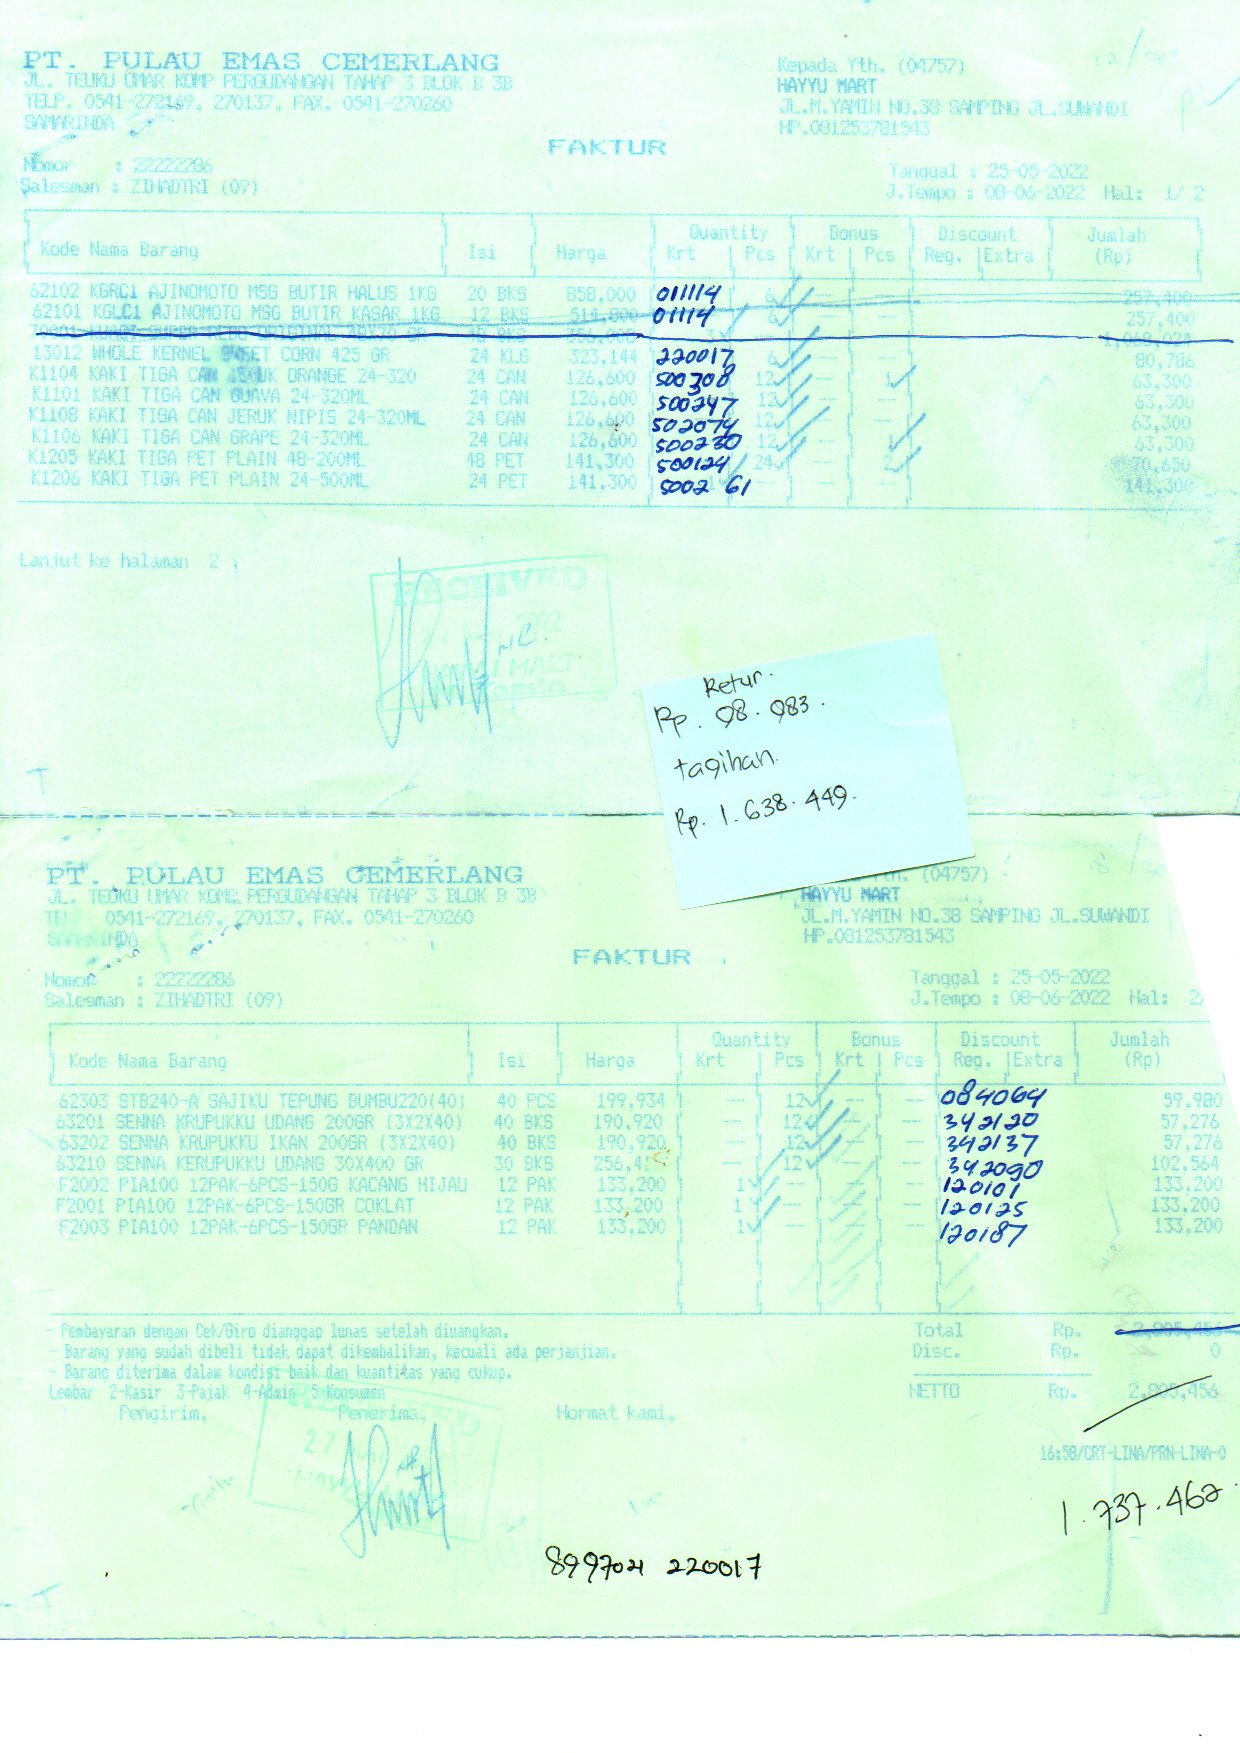 PT. PULAU EMAS CEMERLANG
JL. TEUKU UMAR KOMP PERGUDANGAN TAHAP 3 BLOK B 3B
TELP. 0541-272169, 270137, FAX. 0541-270260
SAMARINDA
Kepada Yth. (04757)
HAYYU MART
JL.M.YAMIN NO.38 SAMPING JL.SUWANDI
HP.081253781543
FAKTUR
Nomor : 22222286
Salesman : ZIHADTRI (09)
Tanggal : 25-05-2022
J.Tempo : 08-06-2022 Hal: 1/ 2
Quantity Bonus Discount Jumlah
Kode Nama Barang Isi Harga Krt Pcs Krt Pcs Reg. Extra (Rp)
62102 KGRC1 AJINOMOTO MSG BUTIR HALUS 1KG 20 BKS 858,000 011114 6 -- -- 257,400
62101 KGLC1 AJINOMOTO MSG BUTIR KASAR 1KG 12 BKS 514,800 01114 6 -- -- 257,400
13012 WHOLE KERNEL SWEET CORN 425 GR 24 KLG 323,144 220017 6 -- -- 80,786
K1104 KAKI TIGA CAN JERUK ORANGE 24-320 24 CAN 126,600 500308 12 -- 1 63,300
K1101 KAKI TIGA CAN GUAVA 24-320ML 24 CAN 126,600 500247 12 -- 63,300
K1108 KAKI TIGA CAN JERUK NIPIS 24-320ML 24 CAN 126,600 502074 12 -- -- 63,300
K1106 KAKI TIGA CAN GRAPE 24-320ML 24 CAN 126,600 500230 12 -- 1 63,300
K1205 KAKI TIGA PET PLAIN 48-200ML 48 PET 141,300 500124 24 -- 2 70,650
K1206 KAKI TIGA PET PLAIN 24-500ML 24 PET 141,300 5002 61 -- -- -- 141,300
Lanjut ke halaman 2
RECEIVED
2022
MART
Retur.
Rp. 98.983.
tagihan.
Rp. 1.638.449.
PT. PULAU EMAS CEMERLANG
JL. TEUKU UMAR KOMP PERGUDANGAN TAHAP 3 BLOK B 3B
0541-272169, 270137, FAX. 0541-270260
SAMARINDA
(04757)
HAYYU MART
JL.M.YAMIN NO.38 SAMPING JL.SUWANDI
HP.081253781543
FAKTUR
Nomor : 22222286
Salesman : ZIHADTRI (09)
Tanggal : 25-05-2022
J.Tempo : 08-06-2022 Hal: 2/
Quantity Bonus Discount Jumlah
Kode Nama Barang Isi Harga Krt Pcs Krt Pcs Reg. Extra (Rp)
62303 STB240-A SAJIKU TEPUNG BUMBU220(40) 40 PCS 199,934 -- 12 -- -- 084064 59,980
63201 SENNA KRUPUKKU UDANG 200GR (3X2X40) 40 BKS 190,920 -- 12 -- -- 342120 57,276
63202 SENNA KRUPUKKU IKAN 200GR (3X2X40) 40 BKS 190,920 -- 12 -- -- 342137 57,276
63210 SENNA KERUPUKKU UDANG 30X400 GR 30 BKS -- 12 -- -- 342090 102,564
F2002 PIA100 12PAK-6PCS-150G KACANG HIJAU 12 PAK 133,200 1 -- -- -- 120101 133,200
F2001 PIA100 12PAK-6PCS-150GR COKLAT 12 PAK 133,200 1 -- -- -- 120125 133,200
F2003 PIA100 12PAK-6PCS-150GR PANDAN 12 PAK 133,200 1 -- -- -- 120187 133,200
- Pembayaran dengan Cek/Giro dianggap lunas setelah diuangkan.
- Barang yang sudah dibeli tidak dapat dikembalikan, kecuali ada perjanjian.
- Barang diterima dalam kondisi baik dan kuantitas yang cukup.
Lembar 2-Kasir 3-Pajak 4-Admin 5-Konsumen
Total Rp. 2,805,456
Disc. Rp. 0
NETTO Rp. 2,805,456
Pengirim, Penerima, Hormat kami,
27
16:58/CRT-LINA/PRN-LINA-0
1.737.462
899701 220017